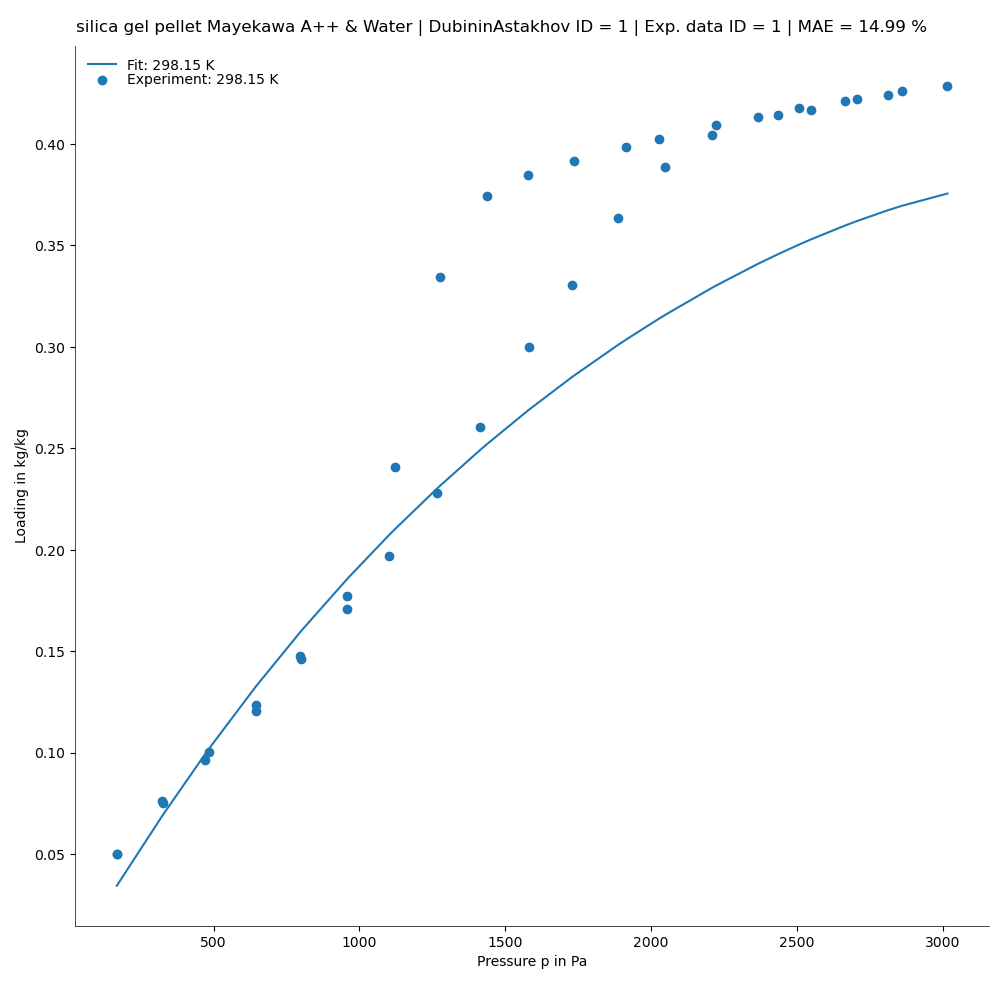 silica gel pellet Mayekawa A++ & Water | DubininAstakhov ID = 1 | Exp. data ID = 1 | MAE = 14.99 %
Fit: 298.15 K
Experiment: 298.15 K
Loading in kg/kg
0.40
0.35
0.30
0.25
0.20
0.15
0.10
0.05
500 1000 1500 2000 2500 3000
Pressure p in Pa